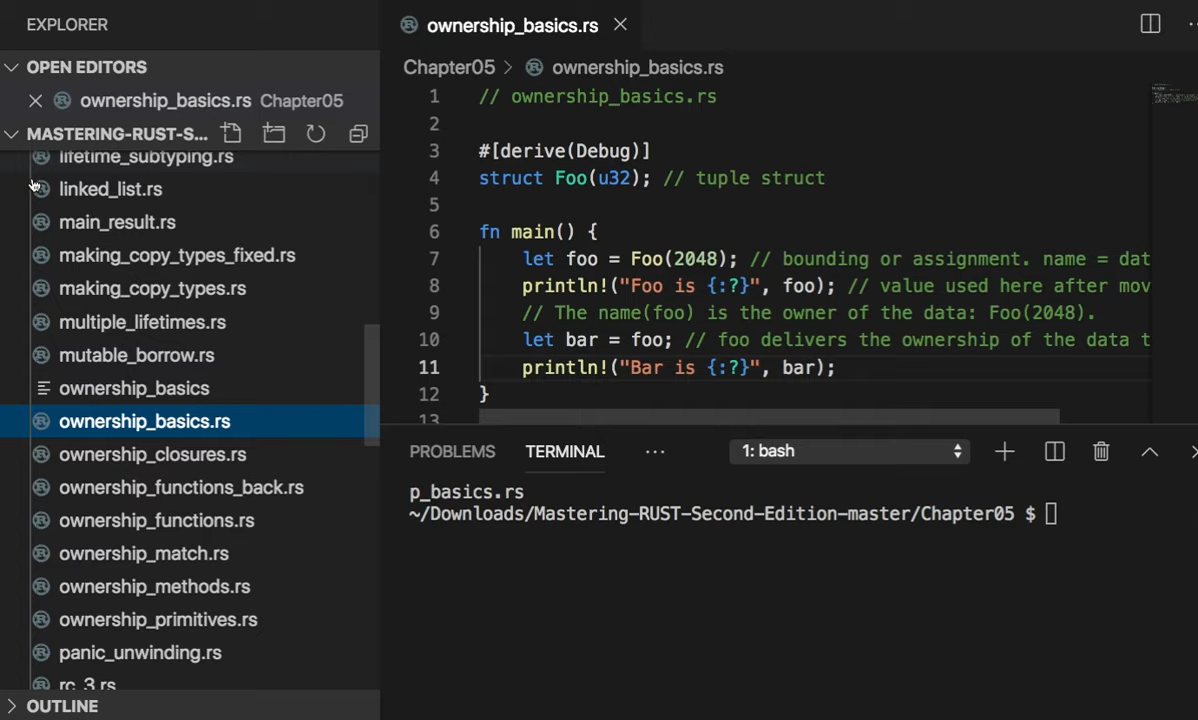 EXPLORER
OPEN EDITORS
ownership_basics.rs Chapter05
MASTERING-RUST-S...
lifetime_subtyping.rs
linked_list.rs
main_result.rs
making_copy_types_fixed.rs
making_copy_types.rs
multiple_lifetimes.rs
mutable_borrow.rs
ownership_basics
ownership_basics.rs
ownership_closures.rs
ownership_functions_back.rs
ownership_functions.rs
ownership_match.rs
ownership_methods.rs
ownership_primitives.rs
panic_unwinding.rs
rc_3.rs
OUTLINE
ownership_basics.rs
Chapter05 > ownership_basics.rs
1 // ownership_basics.rs
2
3 #[derive(Debug)]
4 struct Foo(u32); // tuple struct
5
6 fn main() {
7 let foo = Foo(2048); // bounding or assignment. name = dat
8 println!("Foo is {:?}", foo); // value used here after mov
9 // The name(foo) is the owner of the data: Foo(2048).
10 let bar = foo; // foo delivers the ownership of the data t
11 println!("Bar is {:?}", bar);
12 }
13
PROBLEMS TERMINAL ... 1: bash
p_basics.rs
~/Downloads/Mastering-RUST-Second-Edition-master/Chapter05 $